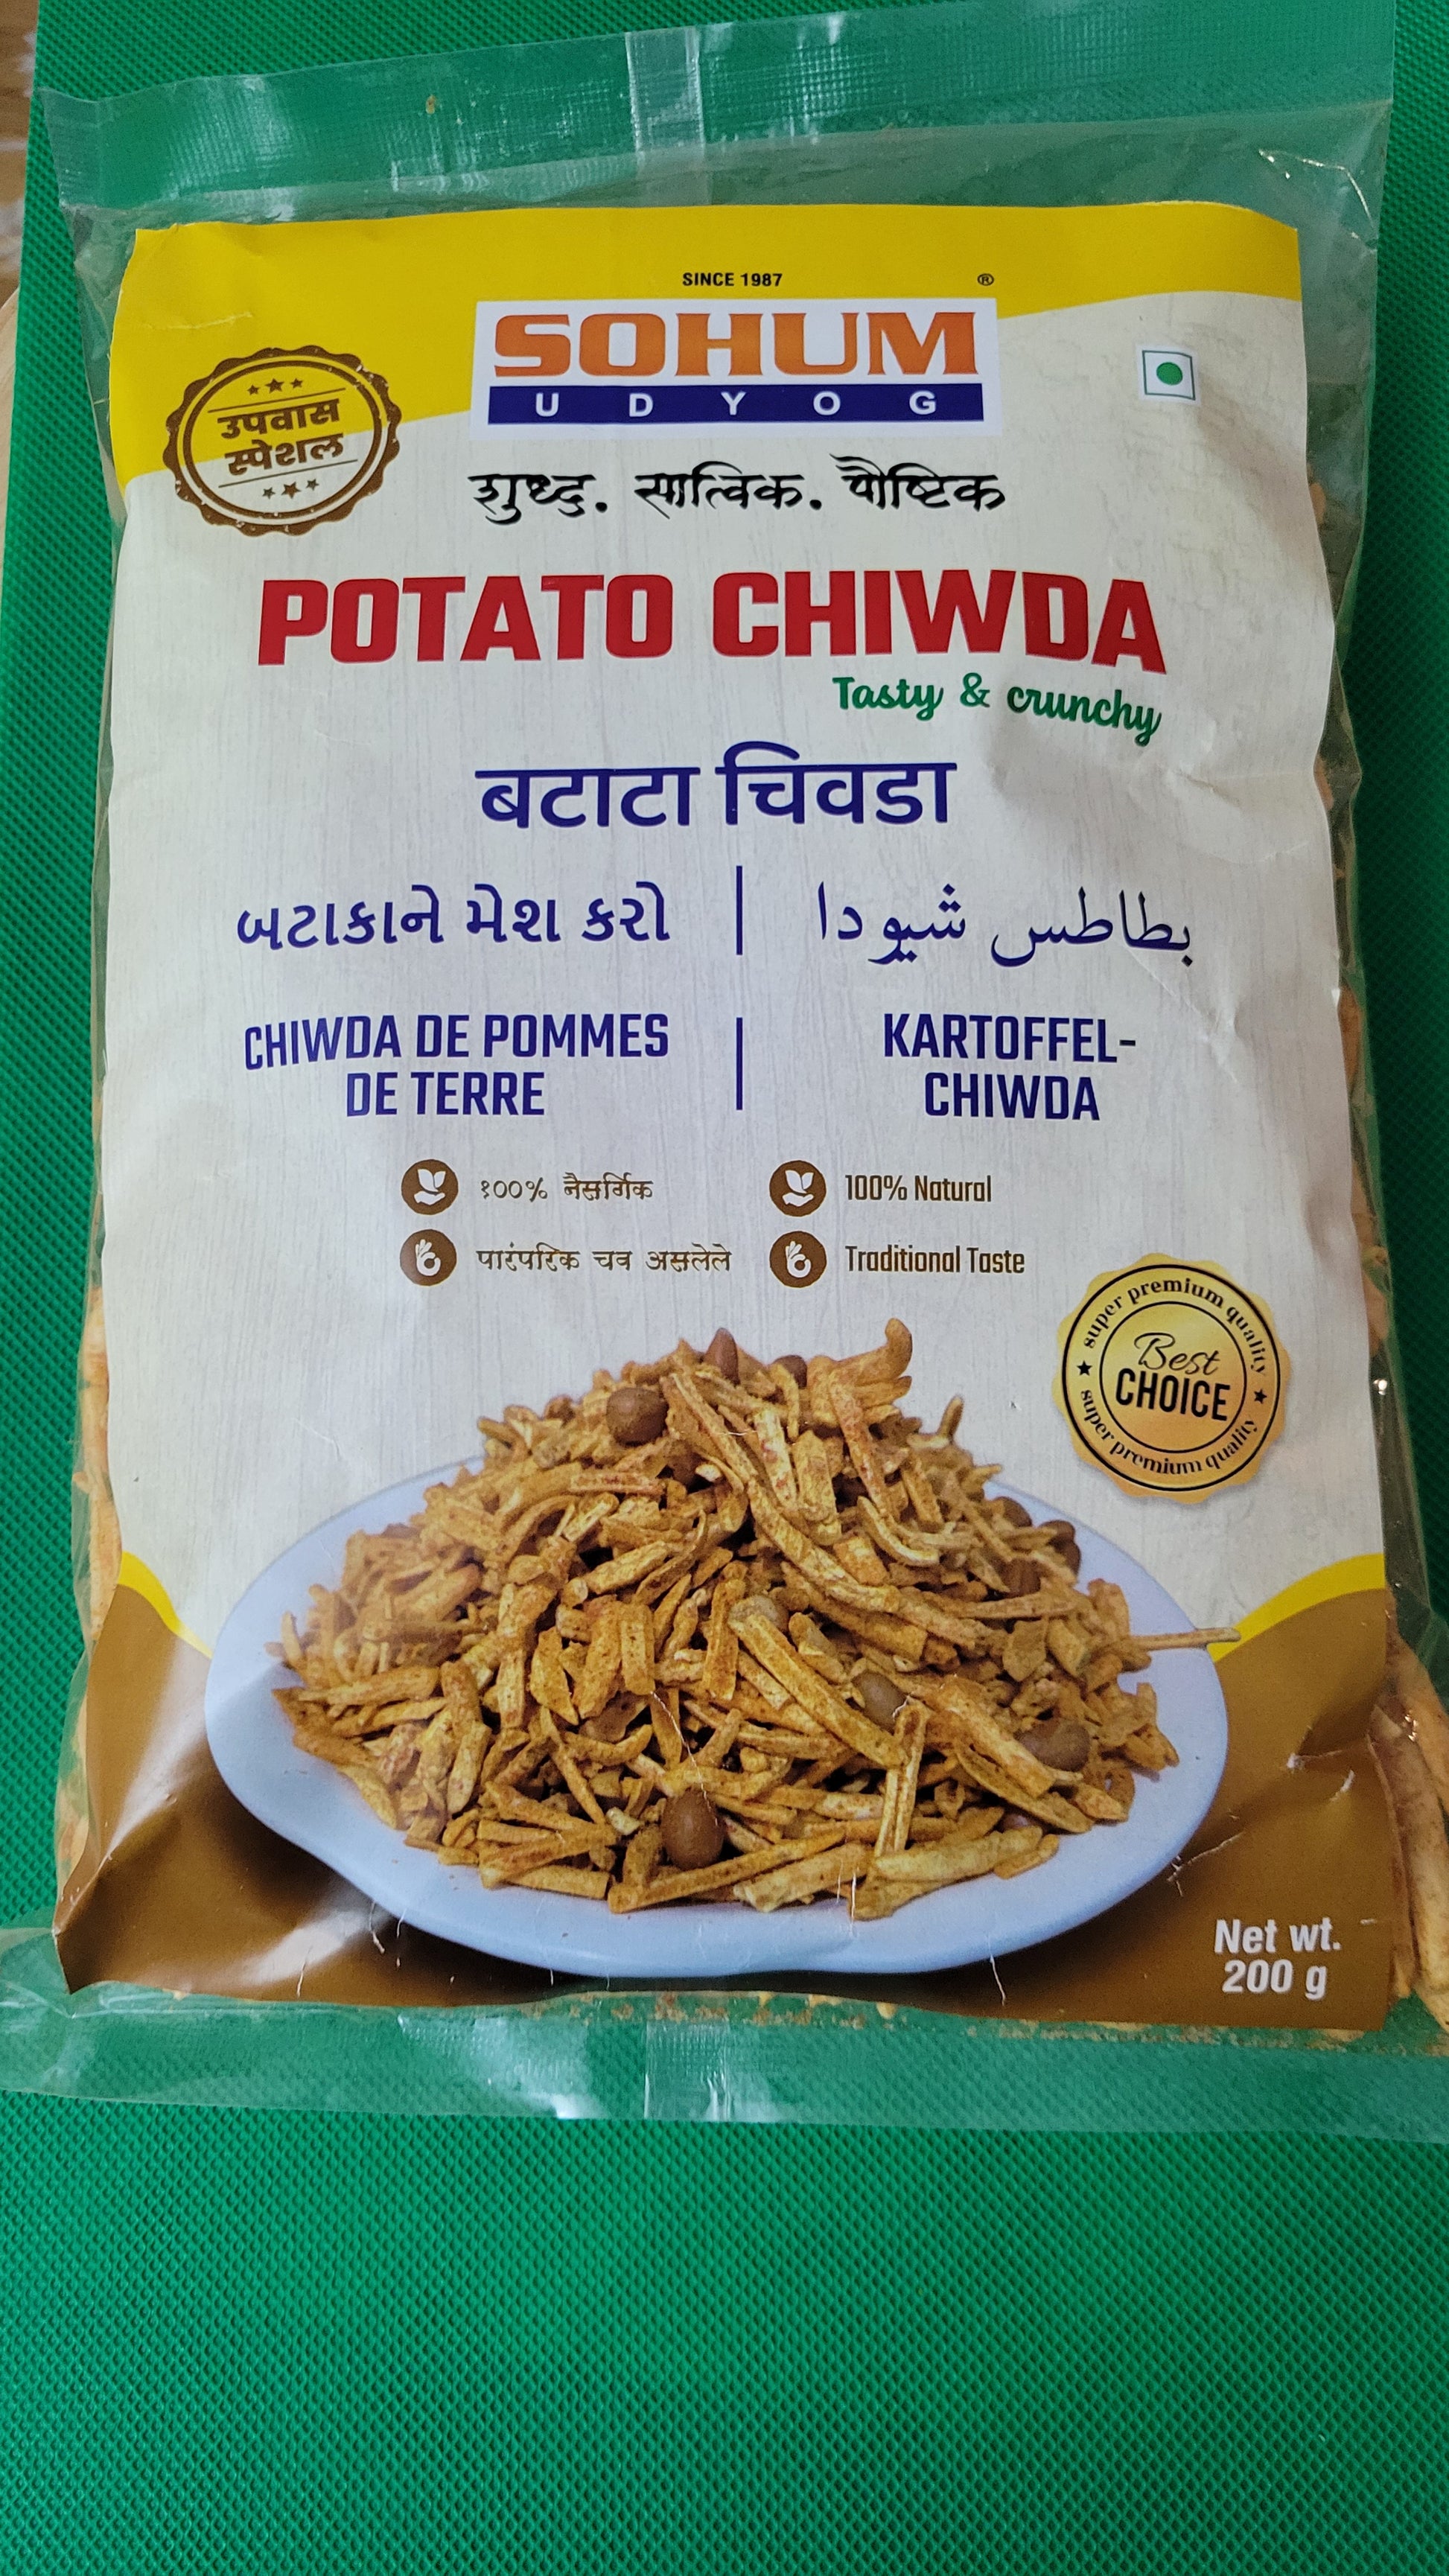 SINCE 1987
®
SOHUM
UDYOG
उपवास
स्पेशल
शुध्द. सात्विक. पौष्टिक
POTATO CHIWDA
Tasty & crunchy
बटाटा चिवडा
બટાકાને મેશ કરો | بطاطس شيودا
CHIWDA DE POMMES
DE TERRE
KARTOFFEL-
CHIWDA
१००% नैसर्गिक
100% Natural
पारंपरिक चव असलेले
Traditional Taste
super premium quality
Best
CHOICE
super premium quality
Net wt.
200 g